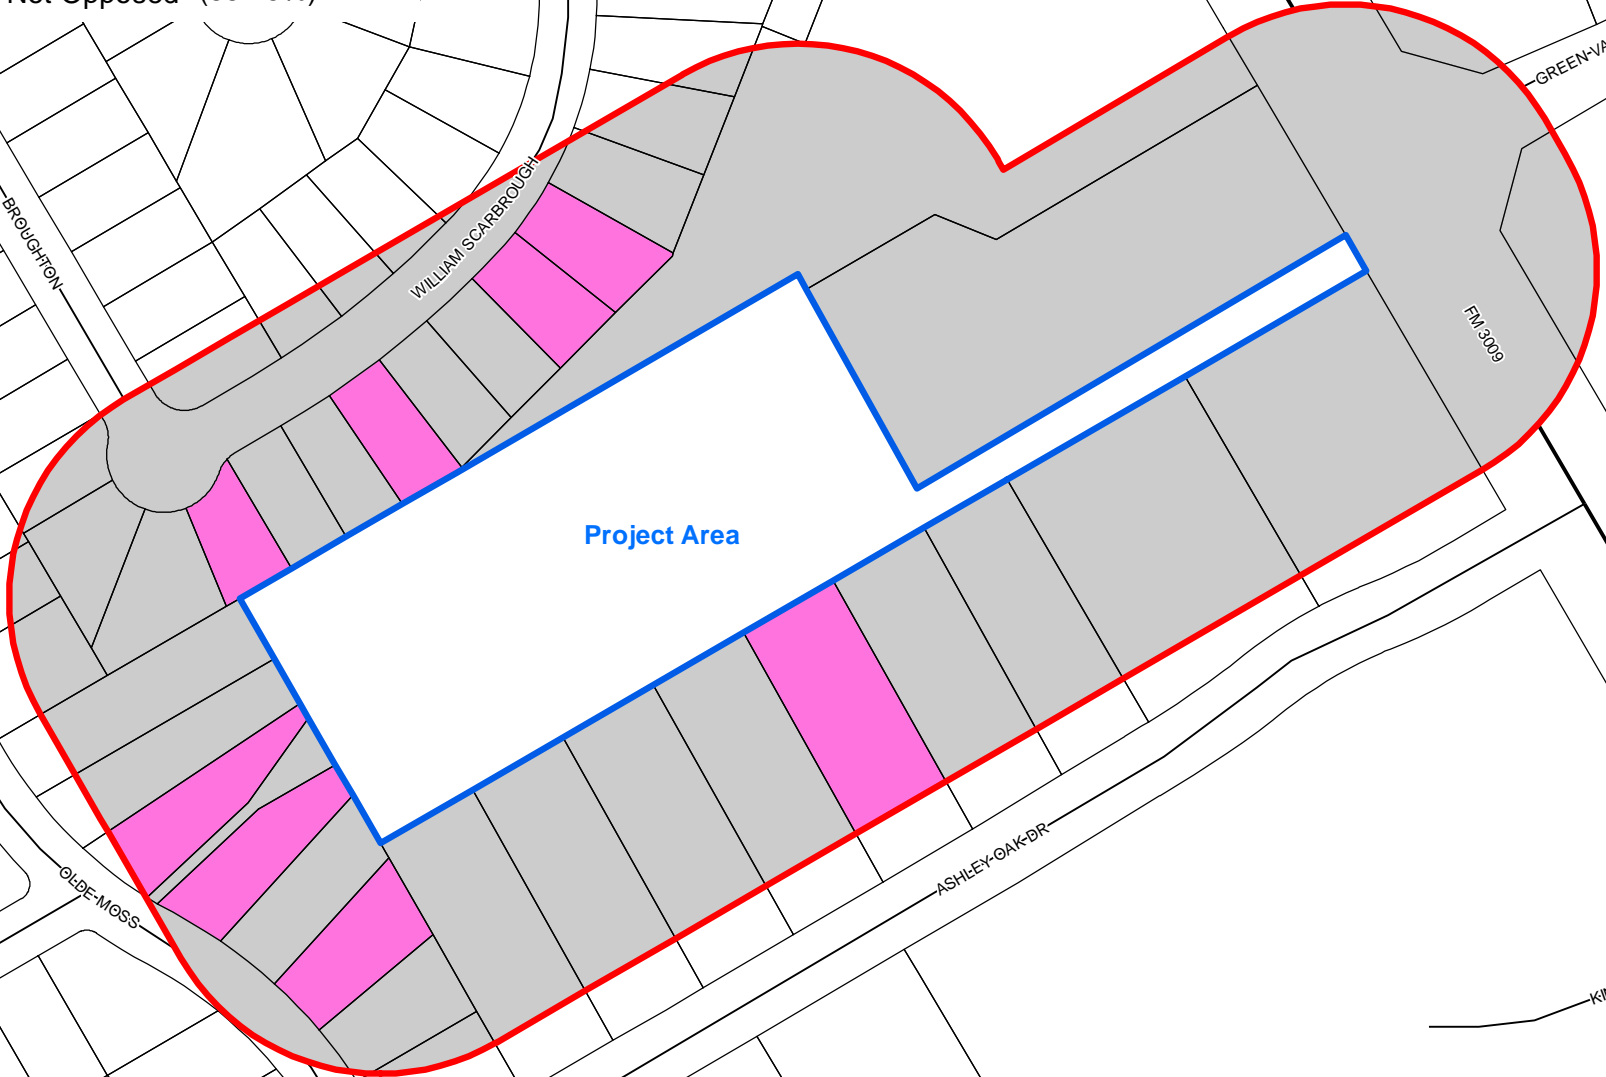 Not Opposed
GREEN-VA
BROUGHTON
WILLIAM SCARBROUGH
FM 3009
Project Area
OLDE-MOSS
ASHLEY-OAK-DR